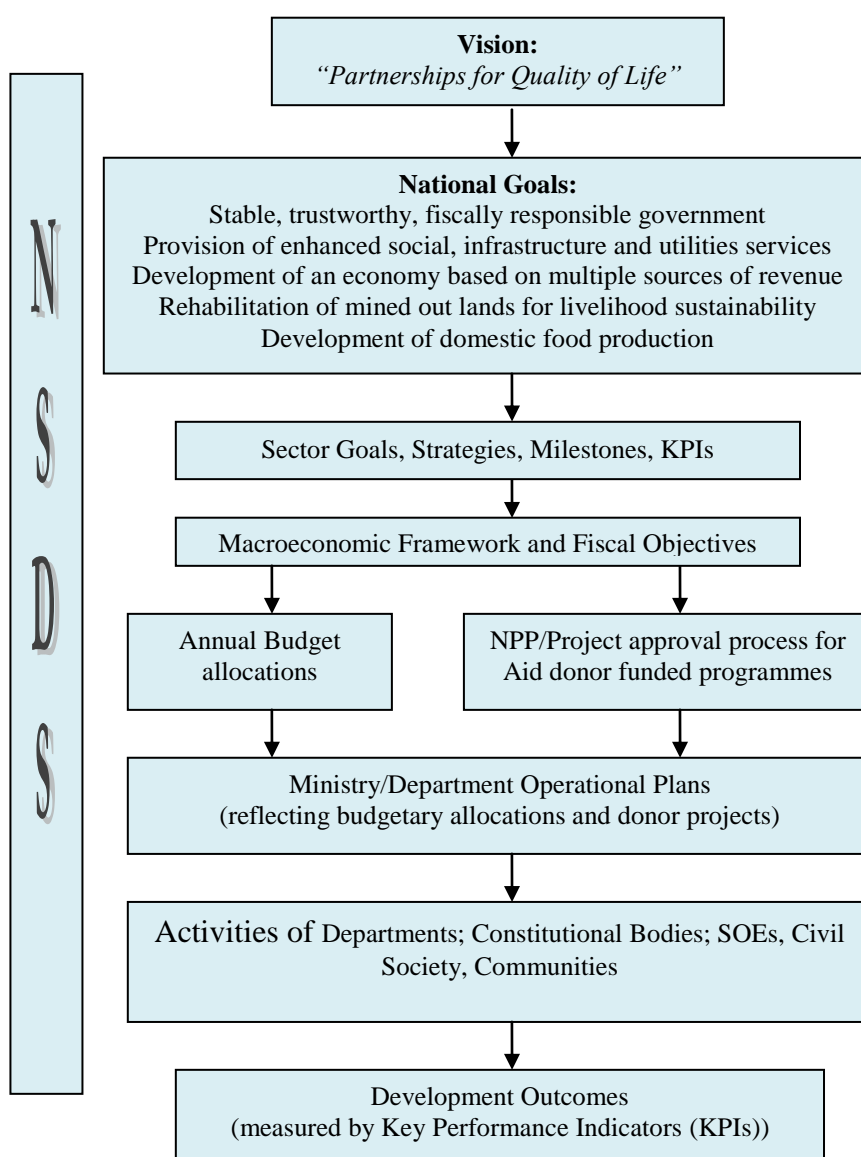 N
S
D
S
Vision:
“Partnerships for Quality of Life”
National Goals:
Stable, trustworthy, fiscally responsible government
Provision of enhanced social, infrastructure and utilities services
Development of an economy based on multiple sources of revenue
Rehabilitation of mined out lands for livelihood sustainability
Development of domestic food production
Sector Goals, Strategies, Milestones, KPIs
Macroeconomic Framework and Fiscal Objectives
Annual Budget
allocations
NPP/Project approval process for
Aid donor funded programmes
Ministry/Department Operational Plans
(reflecting budgetary allocations and donor projects)
Activities of Departments; Constitutional Bodies; SOEs, Civil
Society, Communities
Development Outcomes
(measured by Key Performance Indicators (KPIs))